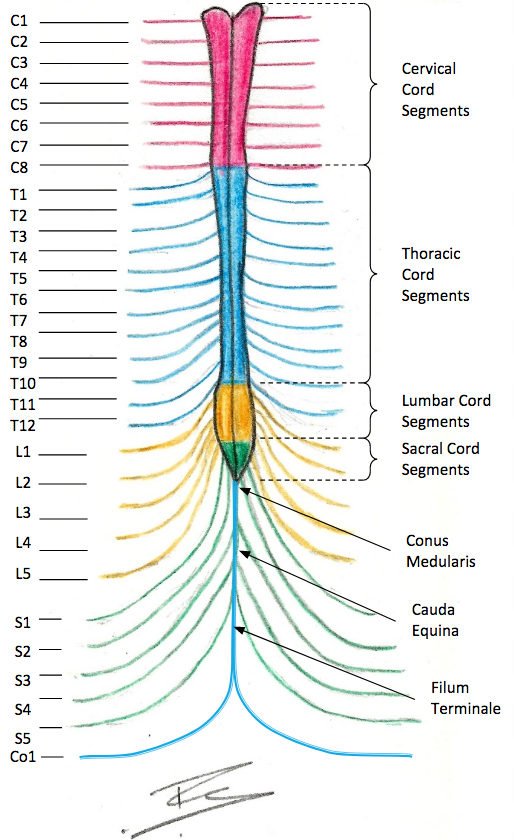 C1
C2
C3
C4
C5
C6
C7
C8
T1
T2
T3
T4
T5
T6
T7
T8
T9
T10
T11
T12
L1
L2
L3
L4
L5
S1
S2
S3
S4
S5
Co1
Cervical
Cord
Segments
Thoracic
Cord
Segments
Lumbar Cord
Segments
Sacral Cord
Segments
Conus
Medularis
Cauda
Equina
Filum
Terminale